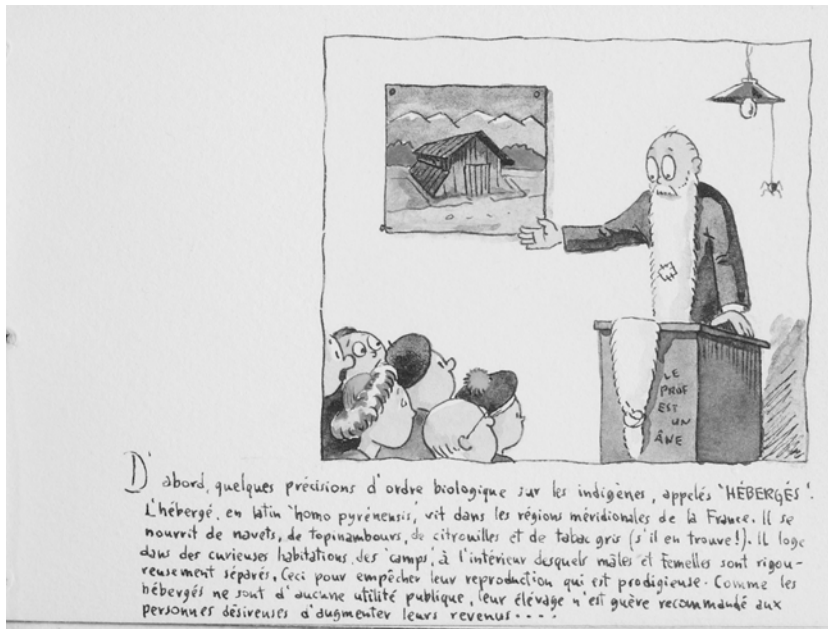 LE
PROF
EST
UN
ÂNE
D'abord, quelques précisions d'ordre biologique sur les indigènes, appelés "HÉBERGÉS".
L'hébergé, en latin "homo pyrénensis", vit dans les régions méridionales de la France. Il se
nourrit de navets, de topinambours, de citrouilles et de tabac gris (s'il en trouve!). Il loge
dans des curieuses habitations, des "camps", à l'intérieur desquels mâles et femelles sont rigou-
reusement séparés. Ceci pour empêcher leur reproduction qui est prodigieuse. Comme les
hébergés ne sont d'aucune utilité publique, leur élévage n'est guère recommandé aux
personnes désireuses d'augmenter leurs revenus....